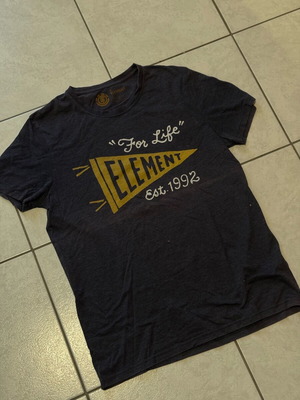 "For Life"
ELEMENT
Est. 1992